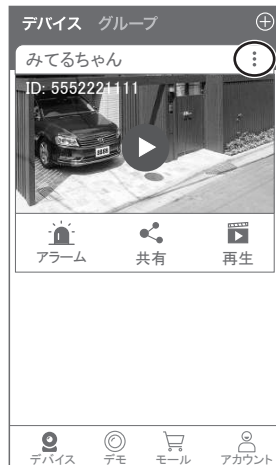 デバイス グループ
みてるちゃん
ID: 5552221111
アラーム 共有 再生
デバイス デモ モール アカウント